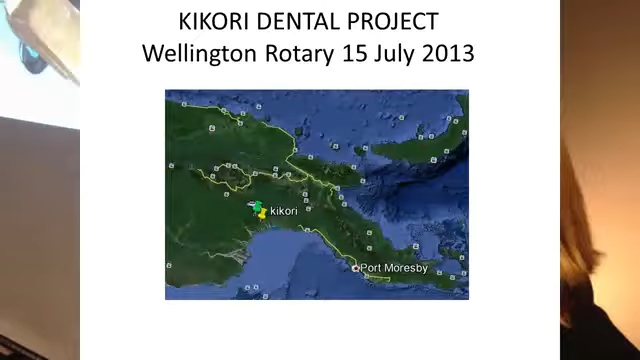 KIKORI DENTAL PROJECT
Wellington Rotary 15 July 2013
kikori
Port Moresby